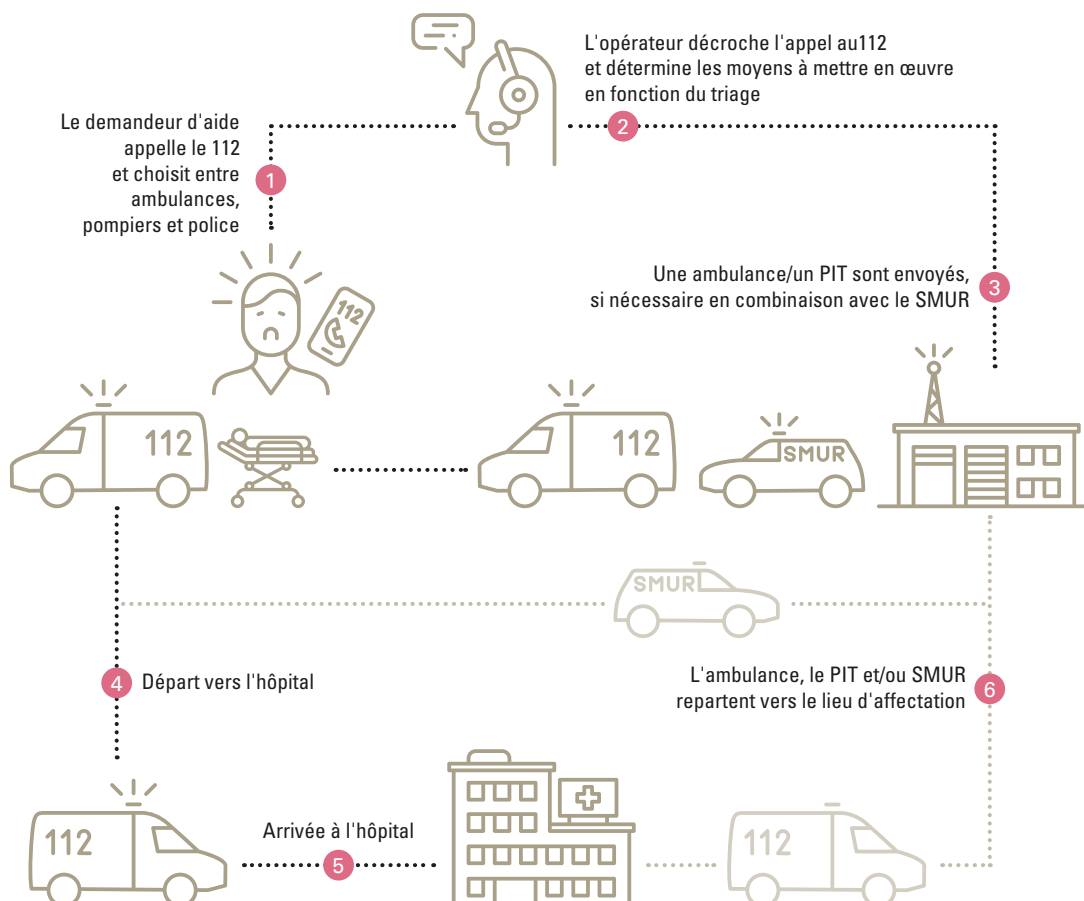 L'opérateur décroche l'appel au112
et détermine les moyens à mettre en œuvre
en fonction du triage
2
Le demandeur d'aide
appelle le 112
et choisit entre
ambulances,
pompiers et police
1
Une ambulance/un PIT sont envoyés,
si nécessaire en combinaison avec le SMUR
3
112
112
112
SMUR
SMUR
4
Départ vers l'hôpital
L'ambulance, le PIT et/ou SMUR
repartent vers le lieu d'affectation
6
112
Arrivée à l'hôpital
5
112